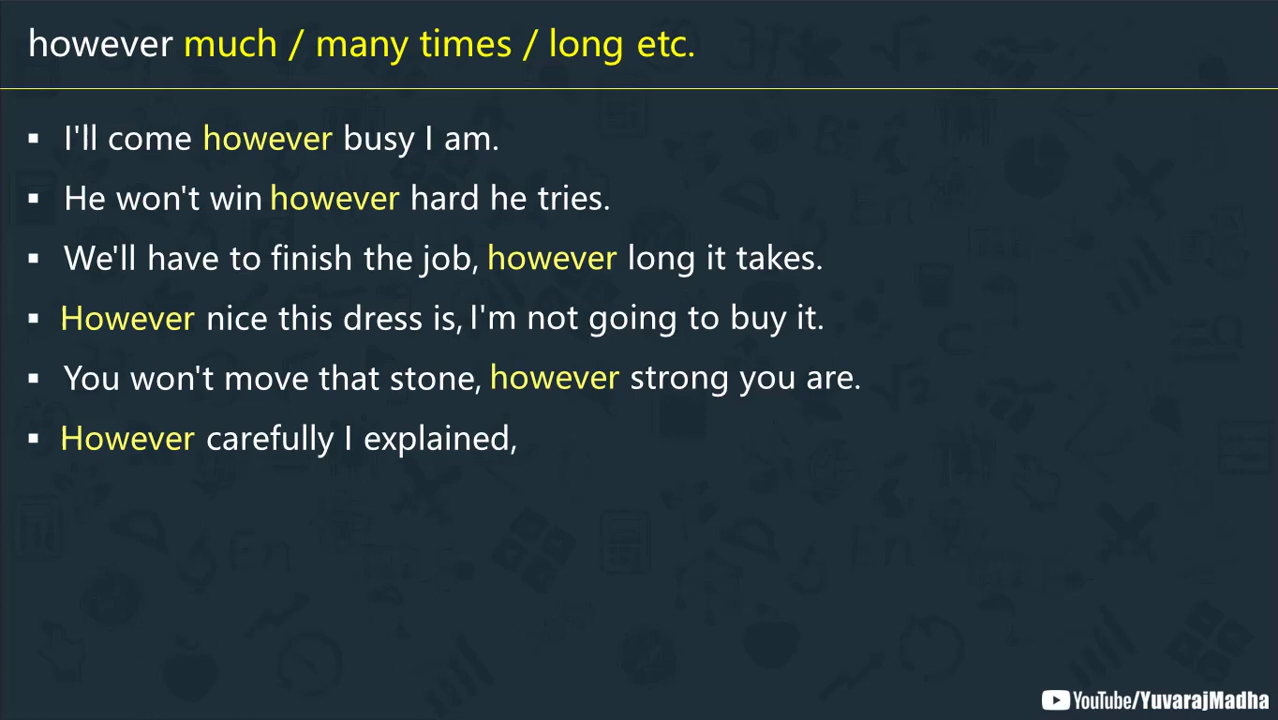 however much / many times / long etc.
▪ I'll come however busy I am.
▪ He won't win however hard he tries.
▪ We'll have to finish the job, however long it takes.
▪ However nice this dress is, I'm not going to buy it.
▪ You won't move that stone, however strong you are.
▪ However carefully I explained,
YouTube/YuvarajMadha